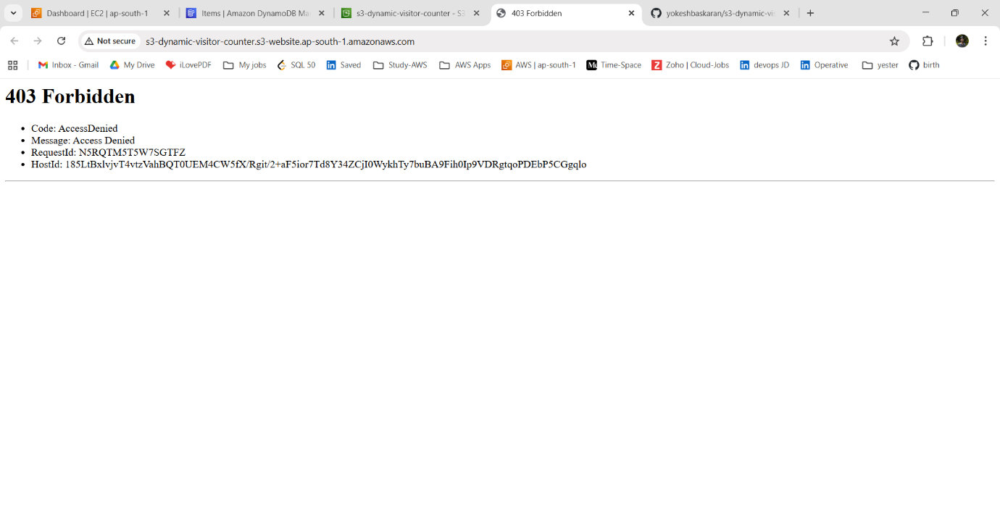 Dashboard | EC2 | ap-south-1
Items | Amazon DynamoDB Ma
s3-dynamic-visitor-counter - S3
403 Forbidden
yokeshbaskaran/s3-dynamic-vis
Not secure
s3-dynamic-visitor-counter.s3-website.ap-south-1.amazonaws.com
Inbox - Gmail
My Drive
iLovePDF
My jobs
SQL 50
Saved
Study-AWS
AWS Apps
AWS | ap-south-1
Time-Space
Zoho | Cloud-Jobs
devops JD
Operative
yester
birth
403 Forbidden
• Code: AccessDenied
• Message: Access Denied
• RequestId: N5RQTM5T5W7SGTFZ
• HostId: 185LtBxlvjvT4vtzVahBQT0UEM4CW5fX/Rgit/2+aF5ior7Td8Y34ZCjI0WykhTy7buBA9Fih0Ip9VDRgtqoPDEbP5CGgqlo